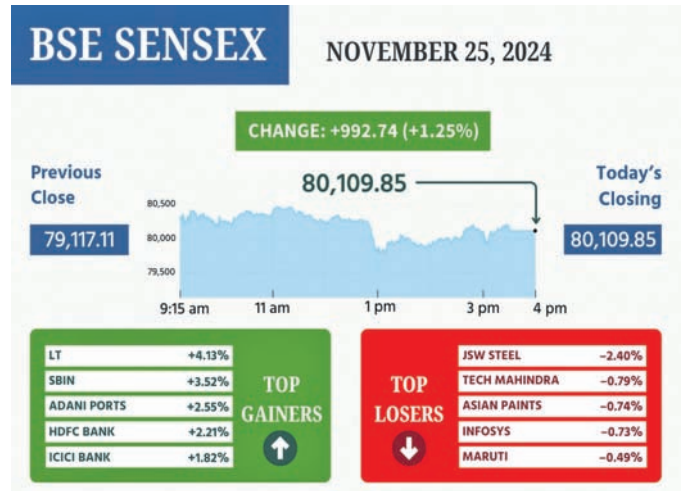 BSE SENSEX
NOVEMBER 25, 2024
CHANGE: +992.74 (+1.25%)
Previous
Close
79,117.11
80,109.85
Today's
Closing
80,109.85
80,500
80,000
79,500
9:15 am 11 am 1 pm 3 pm 4 pm
LT +4.13%
SBIN +3.52%
ADANI PORTS +2.55%
HDFC BANK +2.21%
ICICI BANK +1.82%
TOP
GAINERS
TOP
LOSERS
JSW STEEL –2.40%
TECH MAHINDRA –0.79%
ASIAN PAINTS –0.74%
INFOSYS –0.73%
MARUTI –0.49%